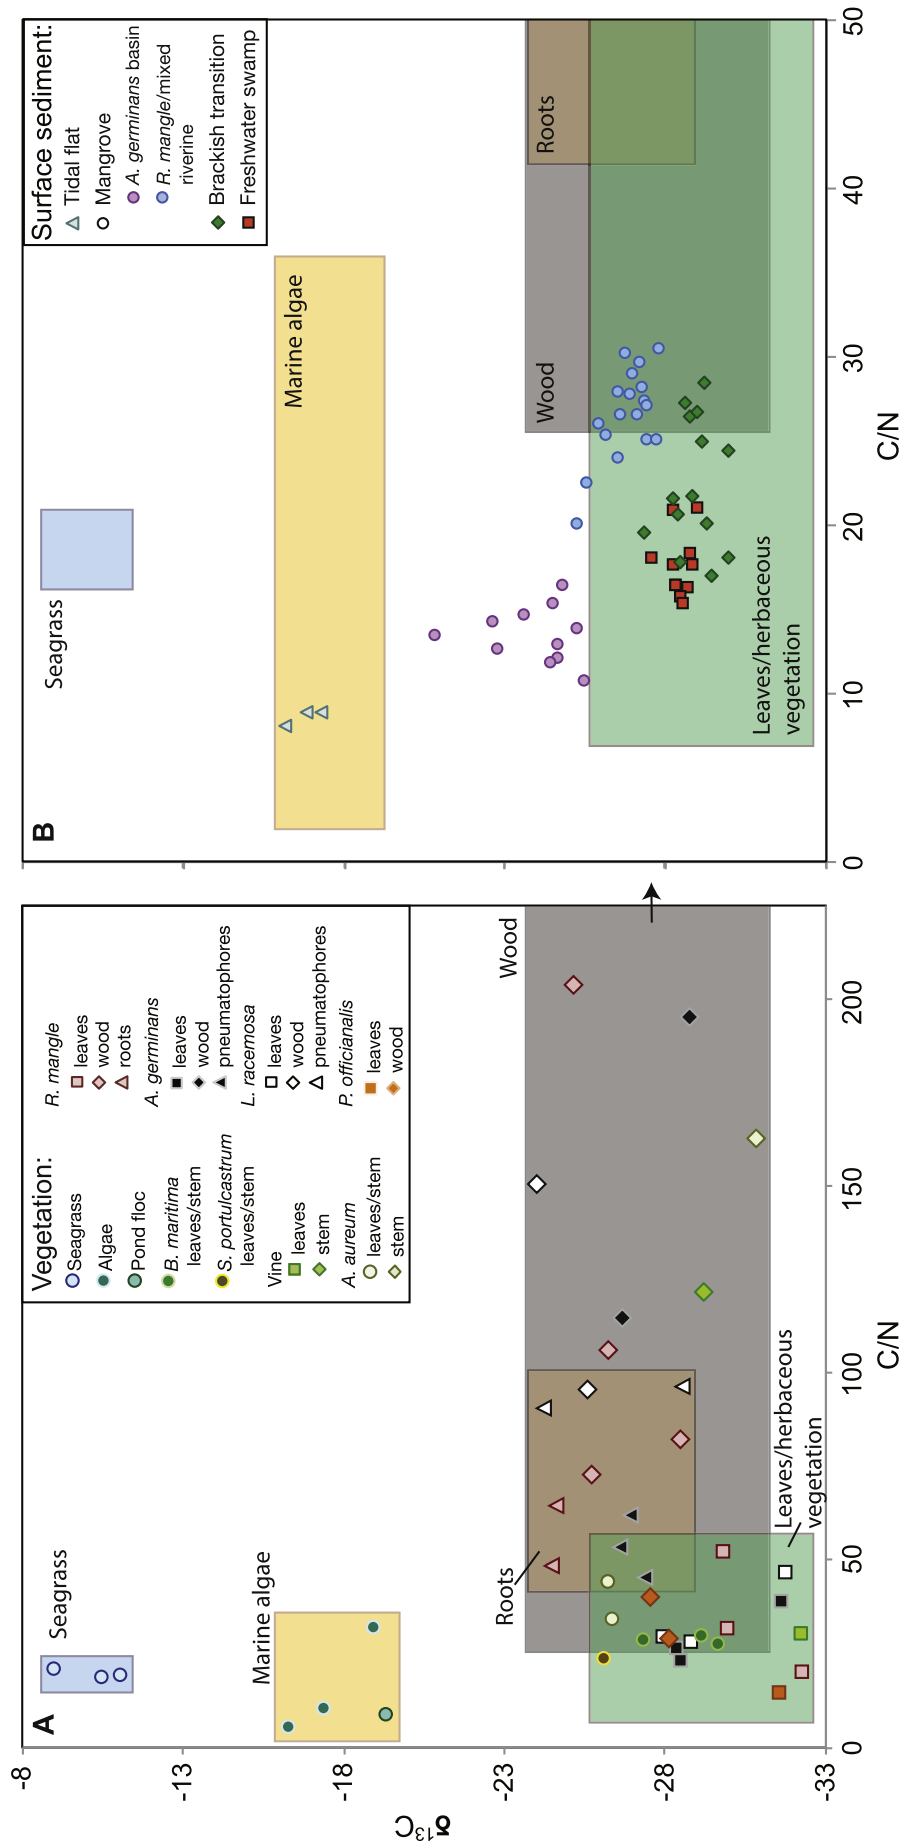 A
Vegetation:
Seagrass
Algae
Pond floc
B. maritima
leaves/stem
S. portulcastrum
leaves/stem
Vine
leaves
stem
A. aureum
leaves/stem
stem
R. mangle
leaves
wood
roots
A. germinans
leaves
wood
pneumatophores
L. racemosa
leaves
wood
pneumatophores
P. officianalis
leaves
wood
Seagrass
Marine algae
Roots
Wood
Leaves/herbaceous
vegetation
δ13C
-8
-13
-18
-23
-28
-33
0
50
100
150
200
C/N
B
Surface sediment:
Tidal flat
Mangrove
A. germinans basin
R. mangle/mixed
riverine
Brackish transition
Freshwater swamp
Seagrass
Marine algae
Wood
Roots
Leaves/herbaceous
vegetation
0
10
20
30
40
50
C/N